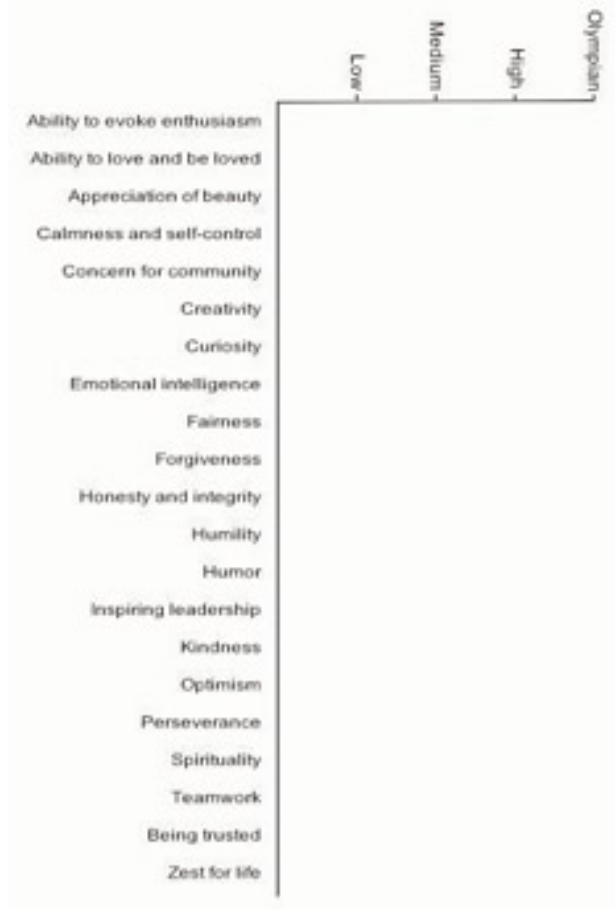 Low
Medium
High
Olympian
Ability to evoke enthusiasm
Ability to love and be loved
Appreciation of beauty
Calmness and self-control
Concern for community
Creativity
Curiosity
Emotional intelligence
Fairness
Forgiveness
Honesty and integrity
Humility
Humor
Inspiring leadership
Kindness
Optimism
Perseverance
Spirituality
Teamwork
Being trusted
Zest for life